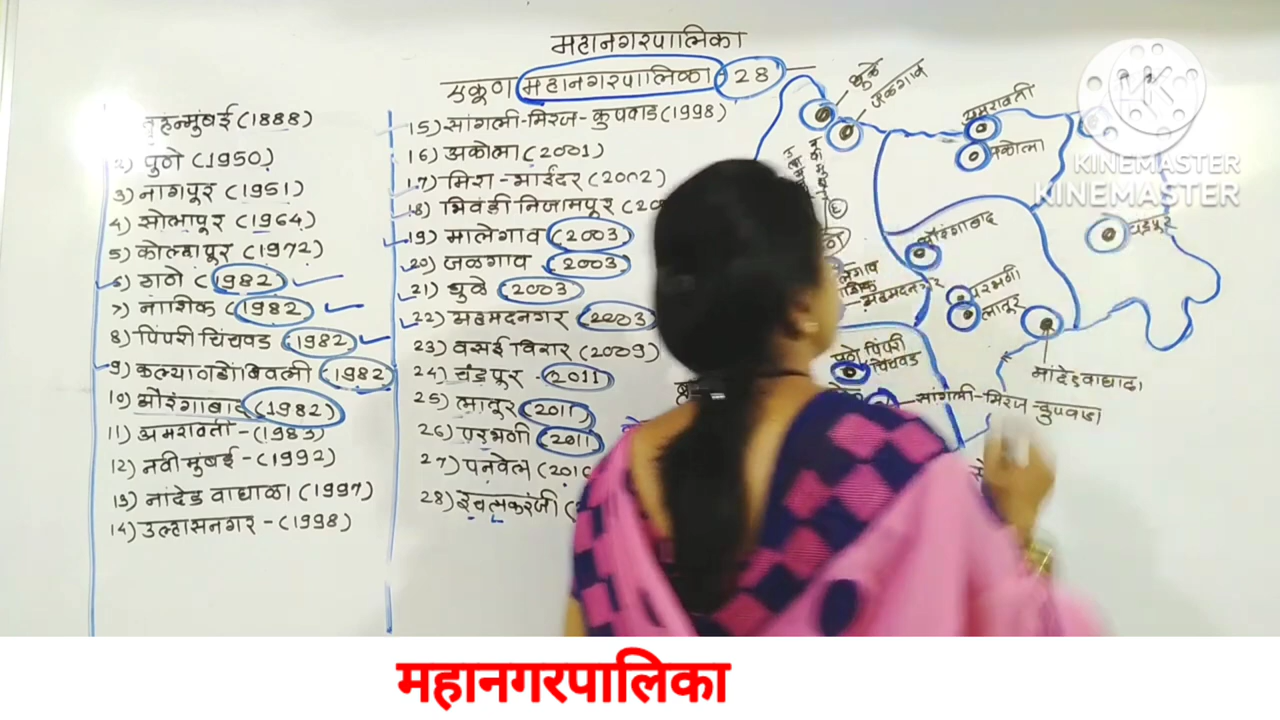 महानगरपालिका
एकूण महानगरपालिका - 28
बृहन्मुंबई (1888)
2) पुणे (1950)
3) नागपूर (1951)
4) सोलापूर (1964)
5) कोल्हापूर (1972)
6) ठाणे (1982
7) नाशिक (1982)
8) पिंपरी चिंचवड (1982)
9) कल्याणडोंबिवली (1982
10) औरंगाबाद (1982)
11) अमरावती - (1983)
12) नवी मुंबई - (1992)
13) नांदेड वाघाळा (1997)
14) उल्हासनगर - (1998)
15) सांगली-मिरज-कुपवाड (1998)
16) अकोला (2001)
17) मिरा - भाईंदर (2002)
18) भिवंडी निजामपूर (20
19) मालेगाव (2003)
20) जळगाव (2003)
21) धुळे (2003)
22) अहमदनगर (2003)
23) वसई विरार (2009)
24) चंद्रपूर - 2011)
25) लातूर (2011)
26) परभणी (2011)
27) पनवेल (201
28) इचलकरंजी (
धुळे
जळगाव
अमरावती
अकोला
चंद्रपूर
औरंगाबाद
परभणी
लातूर
अहमदनगर
नांदेड वाघाळा
पुणे पिंपरी
चिंचवड
सांगली-मिरज-कुपवाड
KINEMASTER
KINEMASTER
महानगरपालिका